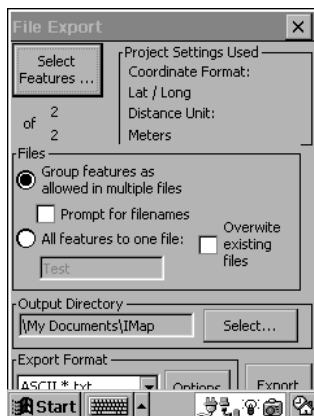 File Export
Select
Features ...
Project Settings Used
Coordinate Format:
Lat / Long
Distance Unit:
Meters
2
of
2
Files
Group features as
allowed in
multiple files
Prompt for filenames
All features to one file:
Overwite
existing
files
Test
Output Directory
\My Documents\IMap
Select...
Export Format
ASCII *.txt
Options
Export
Start